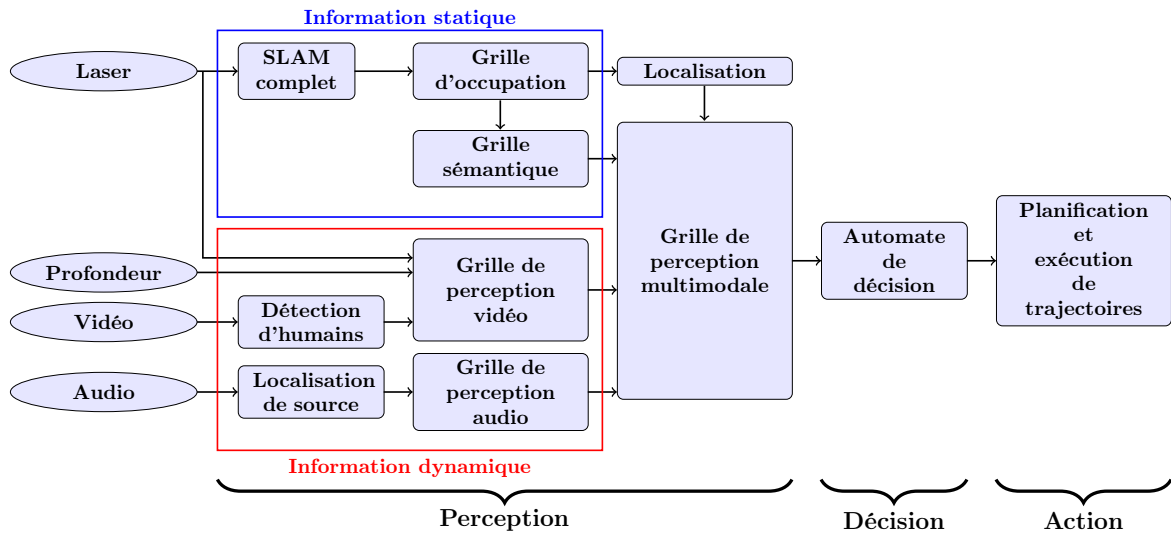 Information statique
Laser
SLAM
complet
Grille
d'occupation
Localisation
Grille
sémantique
Profondeur
Vidéo
Audio
Détection
d'humains
Localisation
de source
Grille de
perception
vidéo
Grille de
perception
audio
Information dynamique
Grille de
perception
multimodale
Automate
de
décision
Planification
et
exécution
de
trajectoires
Perception
Décision
Action